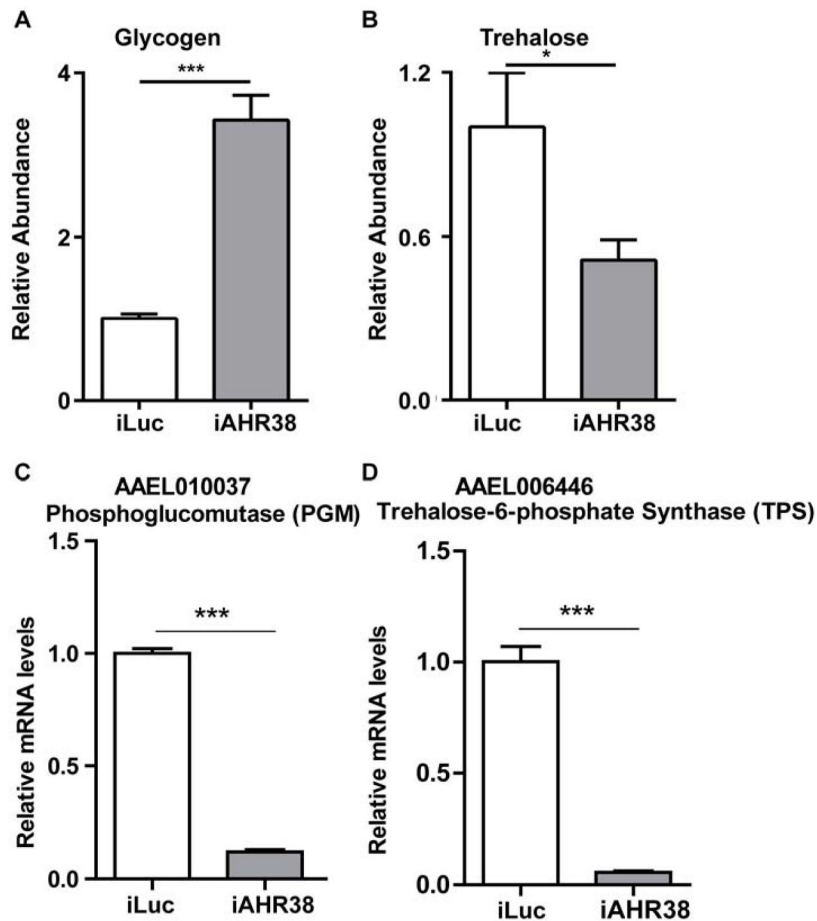 A
Glycogen
***
4
2
0
Relative Abundance
iLuc
iAHR38
B
Trehalose
*
1.2
0.6
0.0
Relative Abundance
iLuc
iAHR38
C
AAEL010037
Phosphoglucomutase (PGM)
***
1.5
1.0
0.5
0.0
Relative mRNA levels
iLuc
iAHR38
D
AAEL006446
Trehalose-6-phosphate Synthase (TPS)
***
1.5
1.0
0.5
0.0
Relative mRNA levels
iLuc
iAHR38